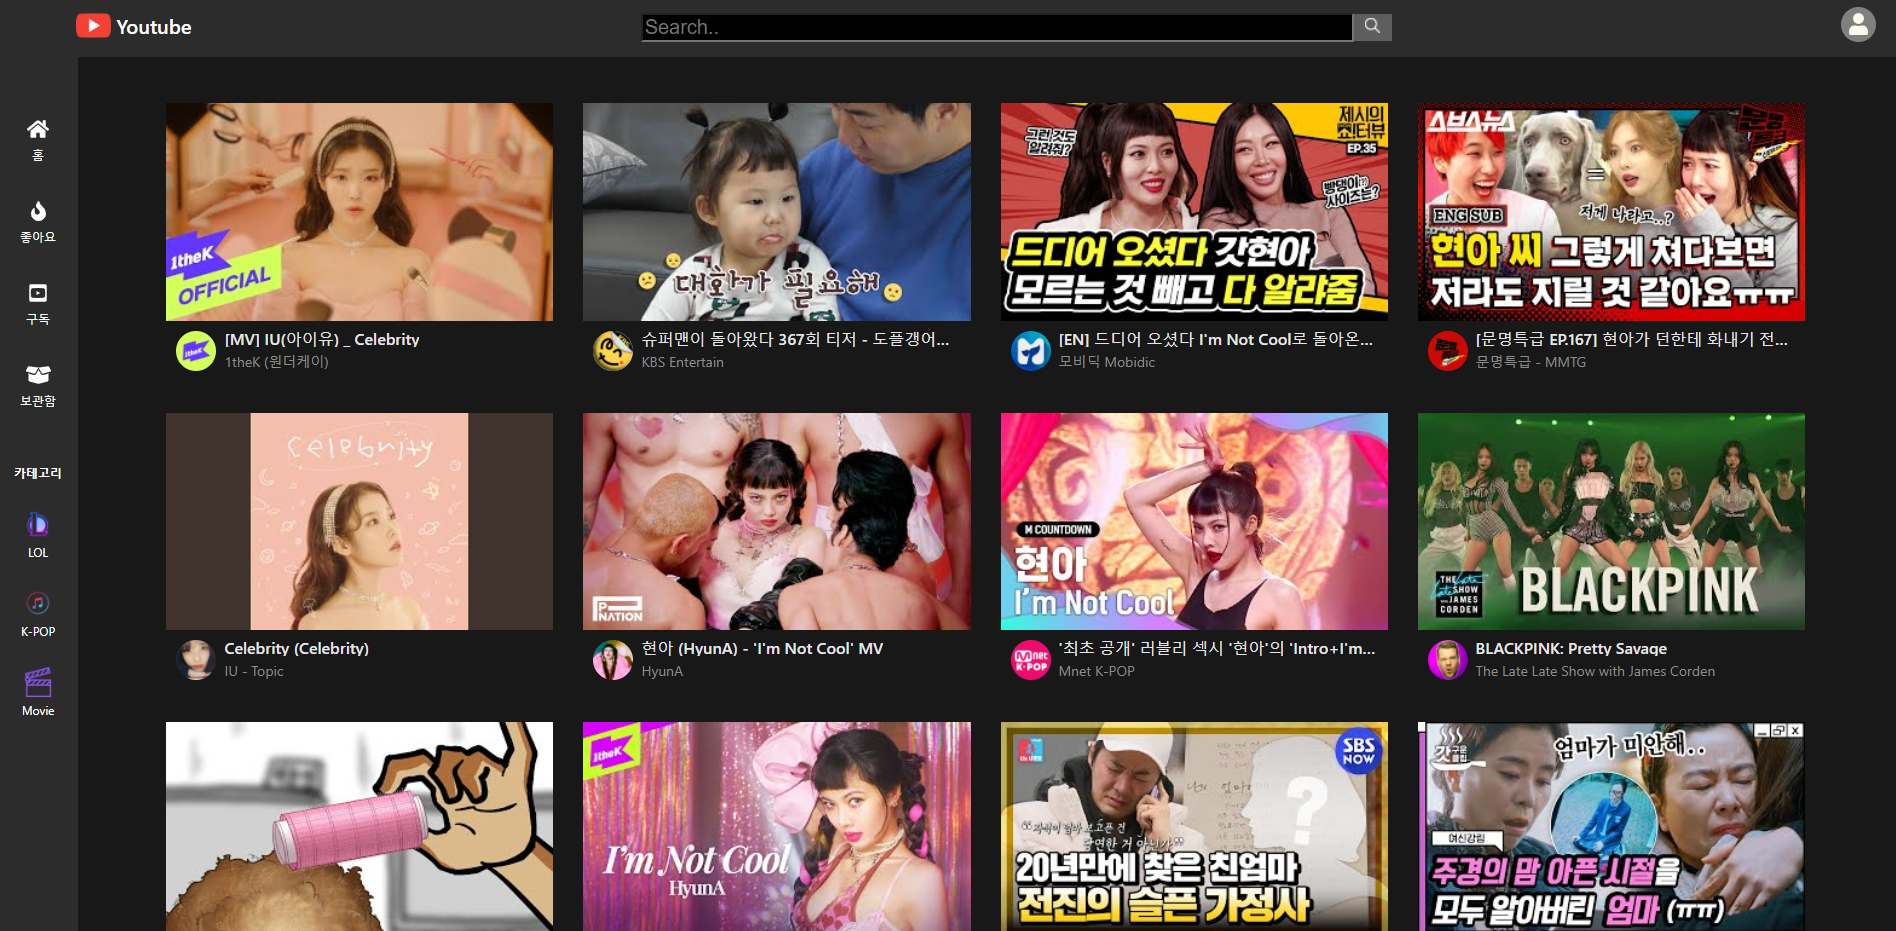 Youtube
Search..
홈
좋아요
구독
보관함
카테고리
LOL
K-POP
Movie
1theK
OFFICIAL
[MV] IU(아이유) _ Celebrity
1theK (원더케이)
대화가 필요해
슈퍼맨이 돌아왔다 367회 티저 - 도플갱어...
KBS Entertain
그런 것도
알려줘?
제시의
쇼!터뷰
EP.35
빵댕이
사이즈는?
드디어 오셨다 갓현아
모르는 것 빼고 다 알랴줌
[EN] 드디어 오셨다 I'm Not Cool로 돌아온...
모비딕 Mobidic
스브스뉴스
문명
특급
=
저게 나라고..?
ENG SUB
현아 씨 그렇게 쳐다보면
저라도 지릴 것 같아요ㅠㅠ
[문명특급 EP.167] 현아가 던한테 화내기 전...
문명특급 - MMTG
Celebrity
Celebrity (Celebrity)
IU - Topic
P NATION
현아 (HyunA) - 'I'm Not Cool' MV
HyunA
M COUNTDOWN
현아
I'm Not Cool
Mnet
K-POP
'최초 공개' 러블리 섹시 '현아'의 'Intro+I'm...
Mnet K-POP
THE
Late Late
SHOW
WITH
JAMES
CORDEN
BLACKPINK
BLACKPINK: Pretty Savage
The Late Late Show with James Corden
1theK
I'm Not Cool
HyunA
SBS
NOW
?
"자식이 엄마 보고픈 건
당연한 거 아닌가"
20년만에 찾은 친엄마
전진의 슬픈 가정사
갓구운
클립
엄마가 미안해..
여신강림
주경의 맘 아픈 시절을
모두 알아버린 엄마 (ㅠㅠ)